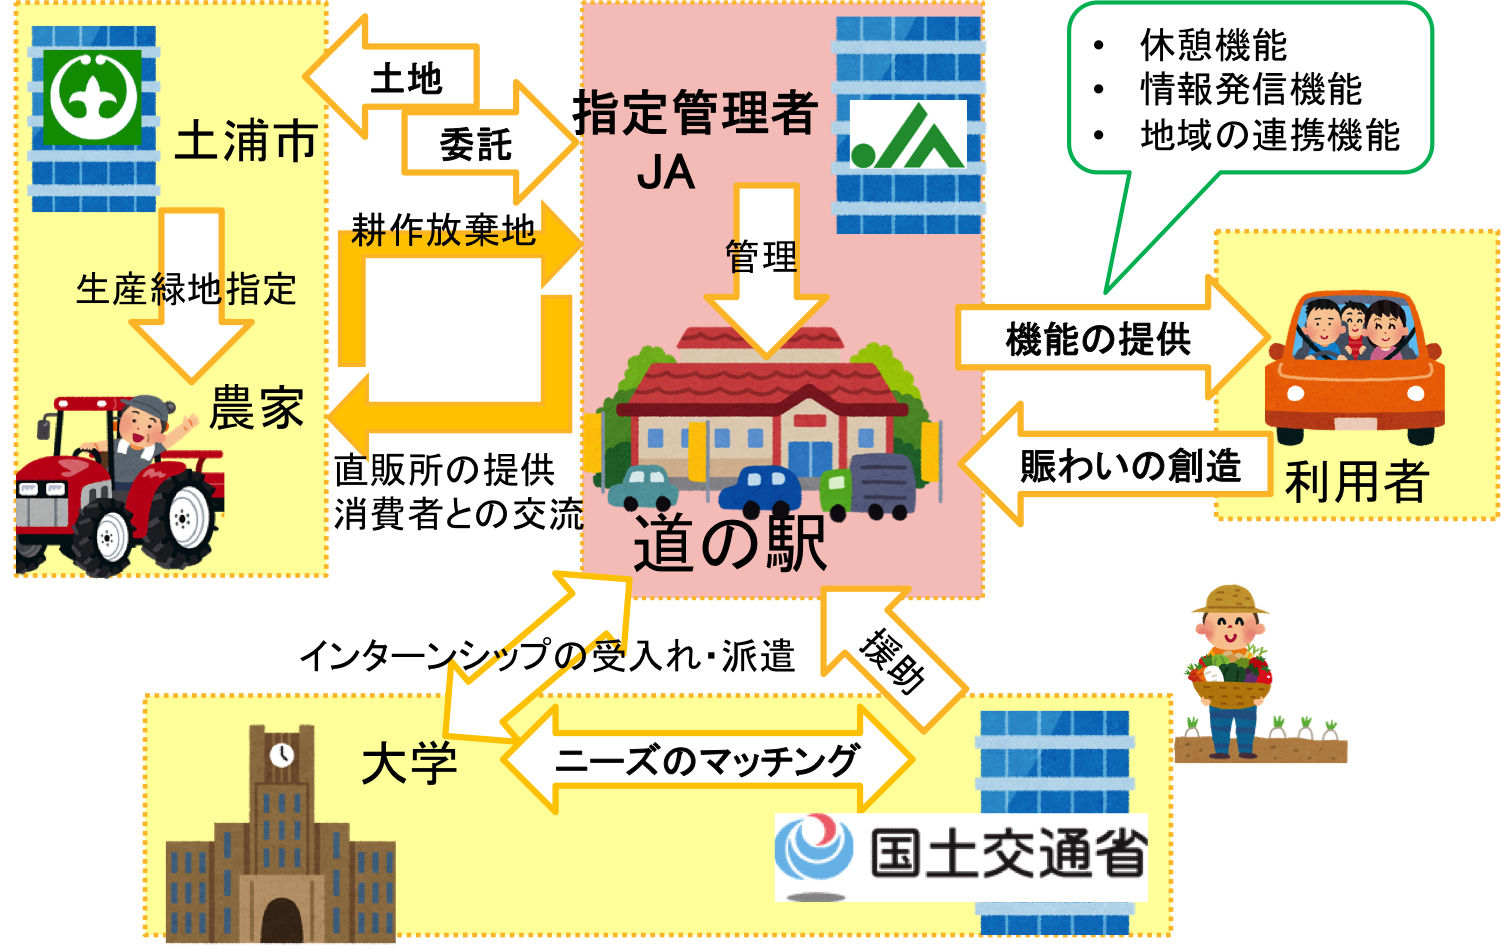 土浦市
土地
委託
指定管理者
JA
JA
・ 休憩機能
・ 情報発信機能
・ 地域の連携機能
耕作放棄地
管理
生産緑地指定
農家
機能の提供
賑わいの創造
利用者
直販所の提供
消費者との交流
道の駅
インターンシップの受入れ・派遣
援助
大学
ニーズのマッチング
国土交通省